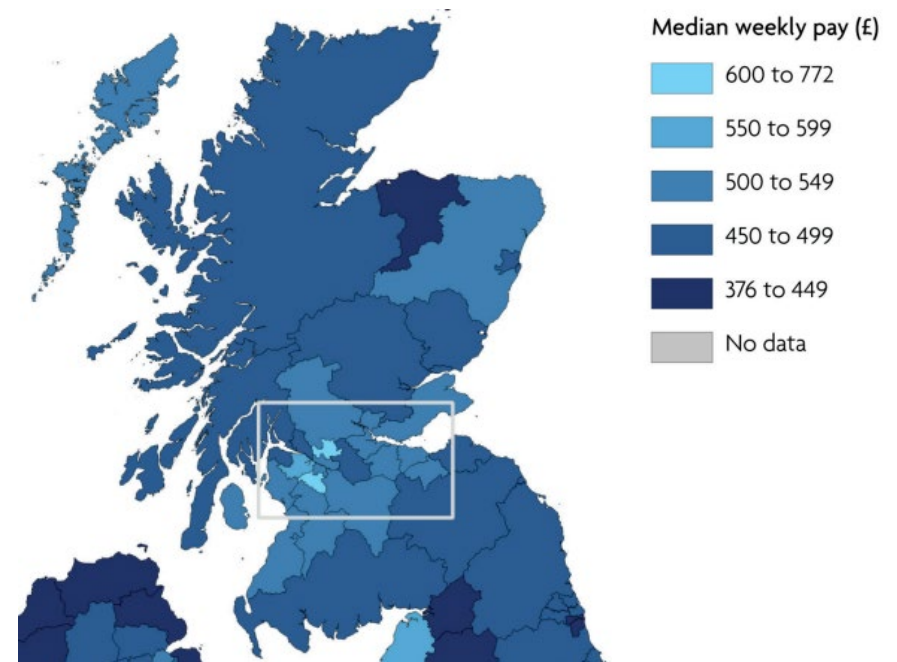 Median weekly pay (£)
600 to 772
550 to 599
500 to 549
450 to 499
376 to 449
No data